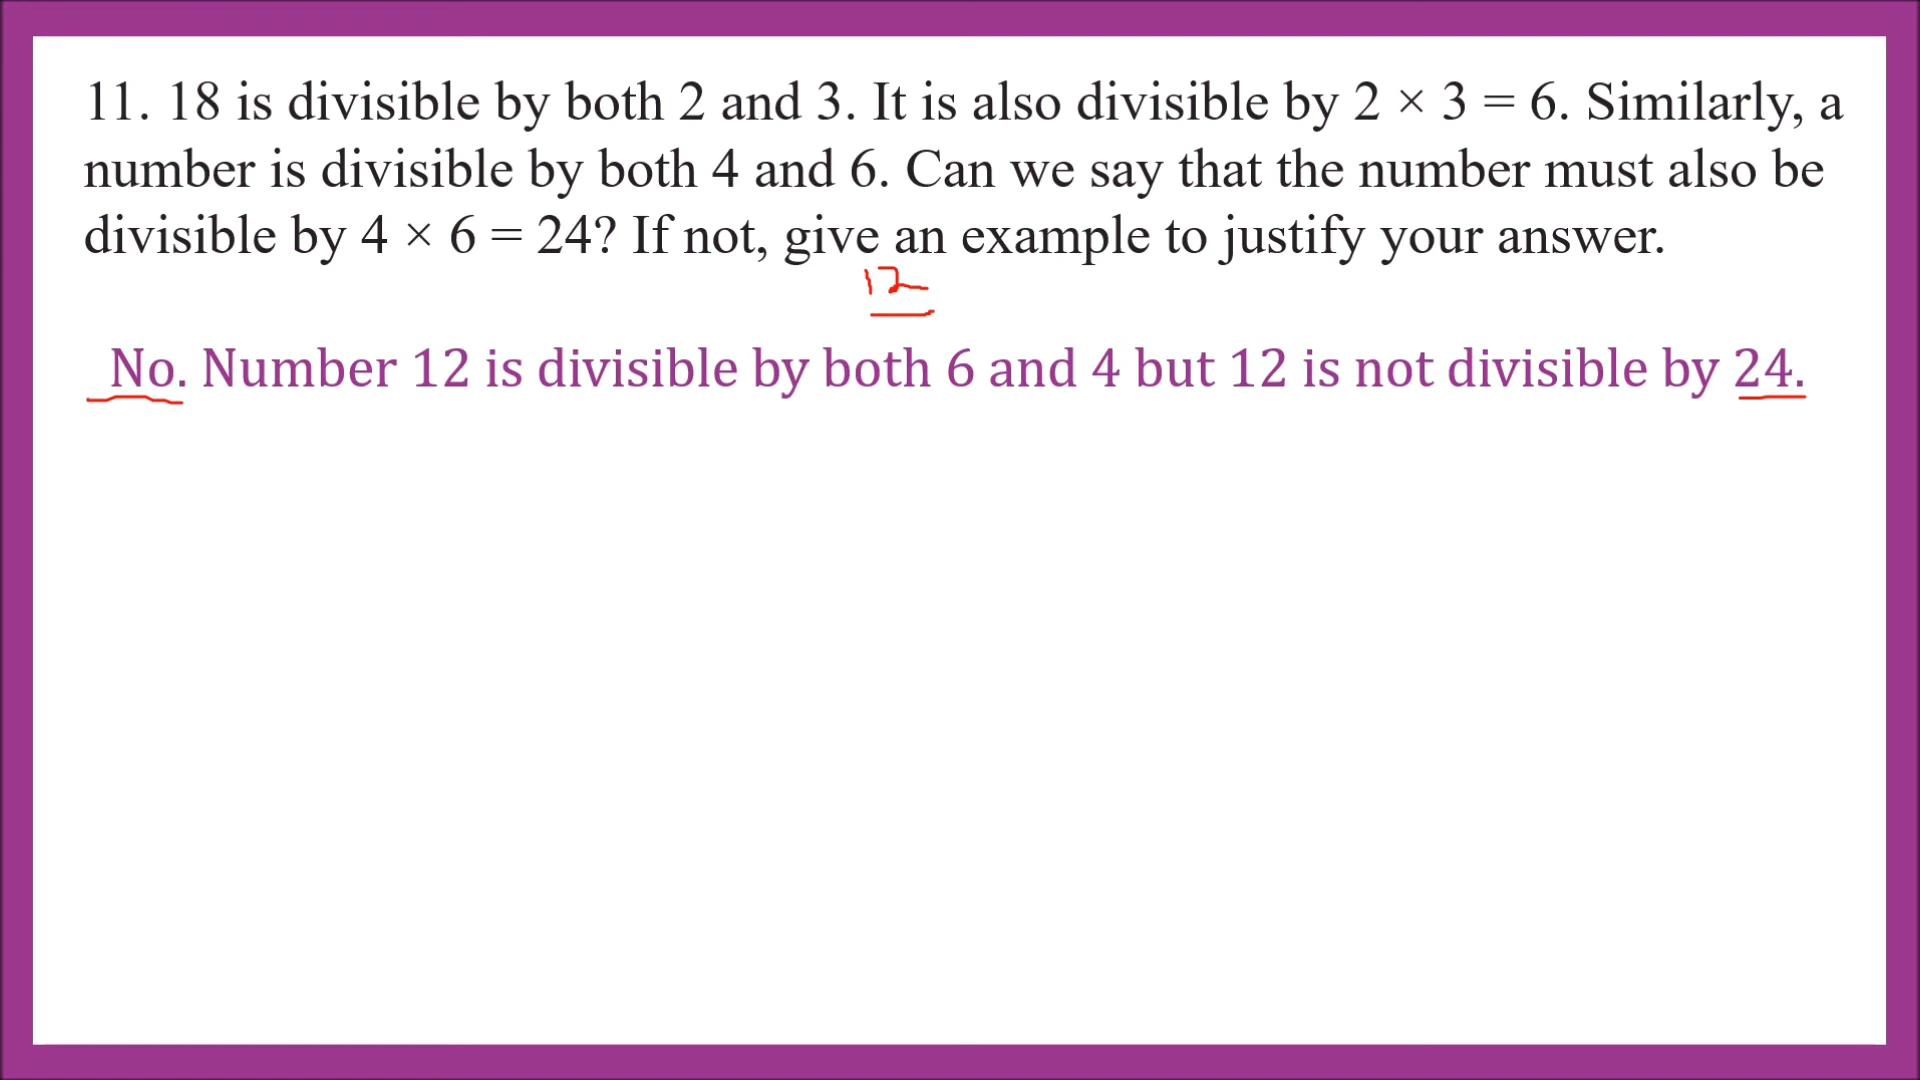 11. 18 is divisible by both 2 and 3. It is also divisible by 2 × 3 = 6. Similarly, a
number is divisible by both 4 and 6. Can we say that the number must also be
divisible by 4 × 6 = 24? If not, give an example to justify your answer.
12
No. Number 12 is divisible by both 6 and 4 but 12 is not divisible by 24.